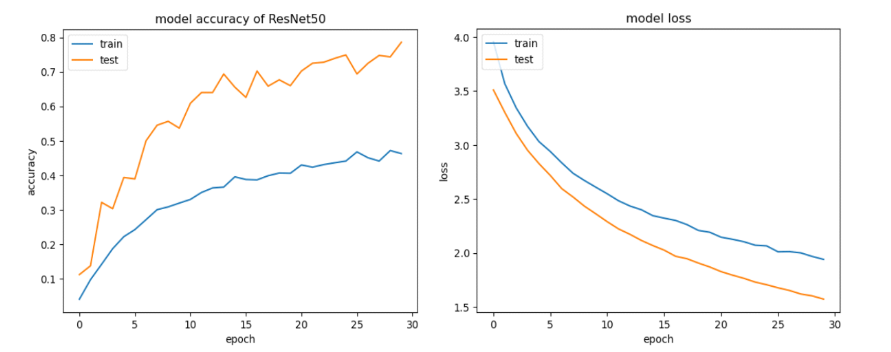 model accuracy of ResNet50
train
test
0.8
0.7
0.6
0.5
0.4
0.3
0.2
0.1
accuracy
0 5 10 15 20 25 30
epoch
model loss
train
test
4.0
3.5
3.0
2.5
2.0
1.5
loss
0 5 10 15 20 25 30
epoch